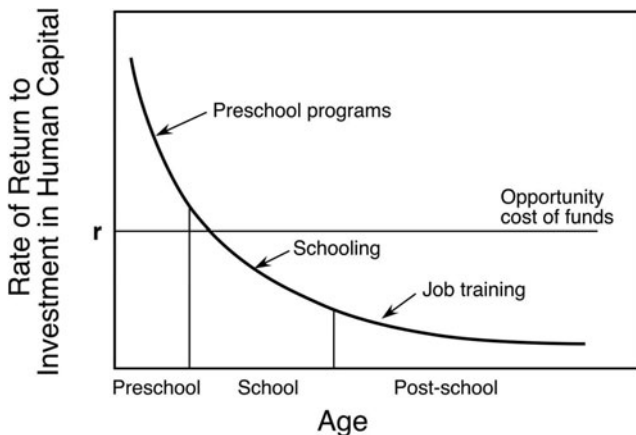 Rate of Return to
Investment in Human Capital
Preschool programs
Opportunity
cost of funds
r
Schooling
Job training
Preschool
School
Post-school
Age